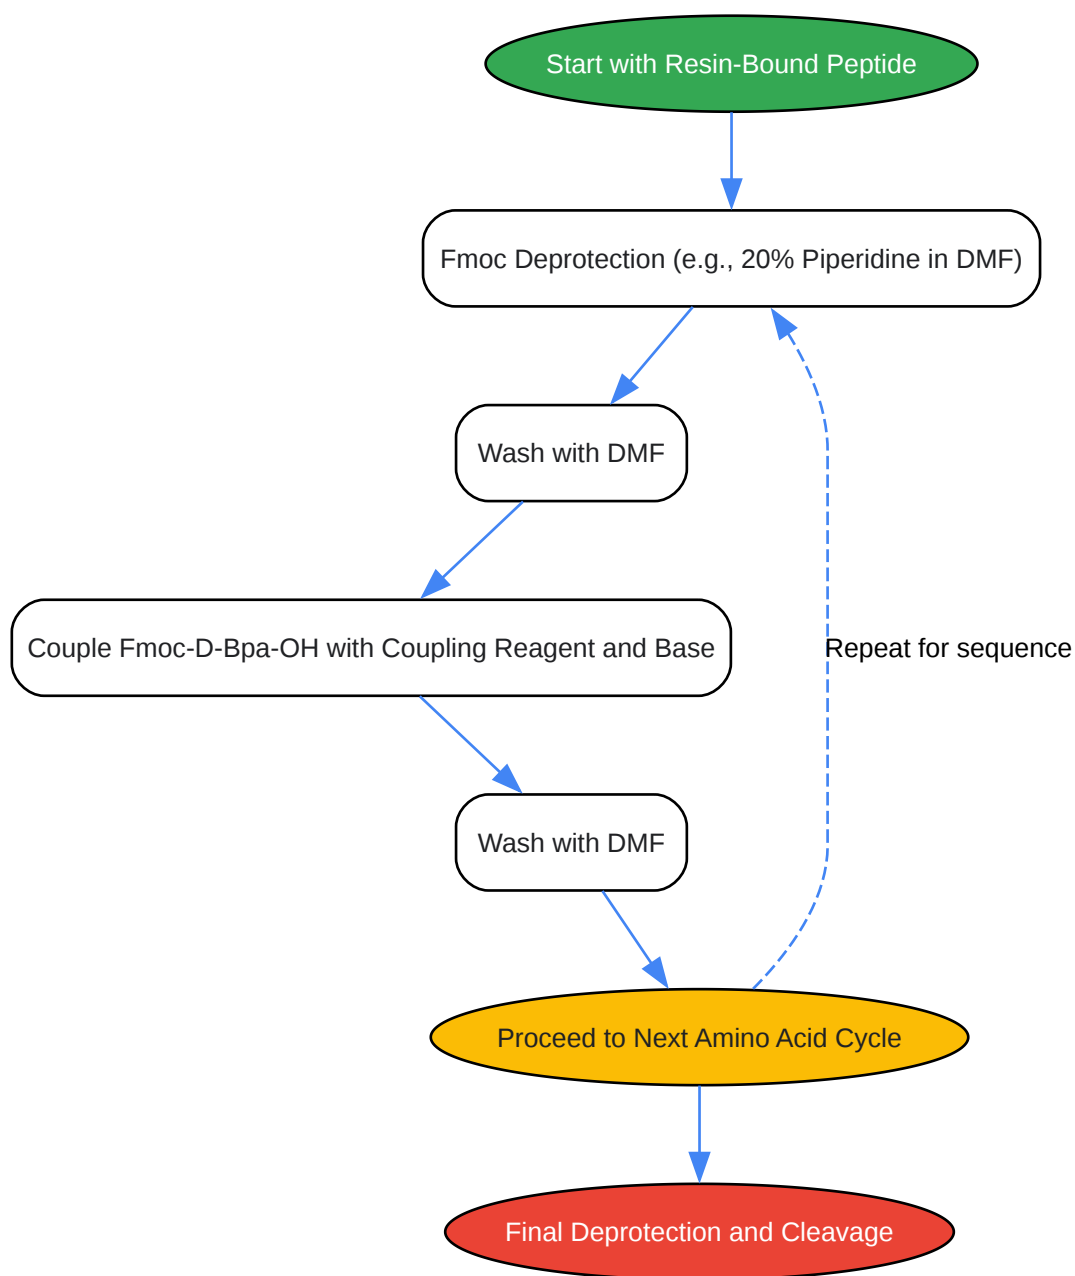 Start with Resin-Bound Peptide
Fmoc Deprotection (e.g., 20% Piperidine in DMF)
Wash with DMF
Couple Fmoc-D-Bpa-OH with Coupling Reagent and Base
Repeat for sequence
Wash with DMF
Proceed to Next Amino Acid Cycle
Final Deprotection and Cleavage